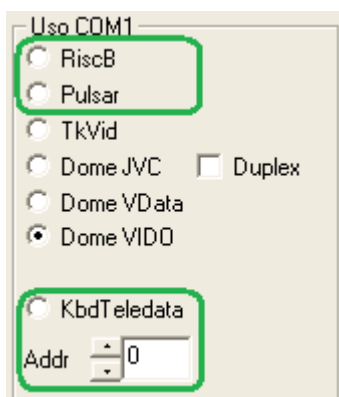 Uso COM1
RiscB
Pulsar
TkVid
Dome JVC Duplex
Dome VData
Dome VIDO
KbdTeledata
Addr 0